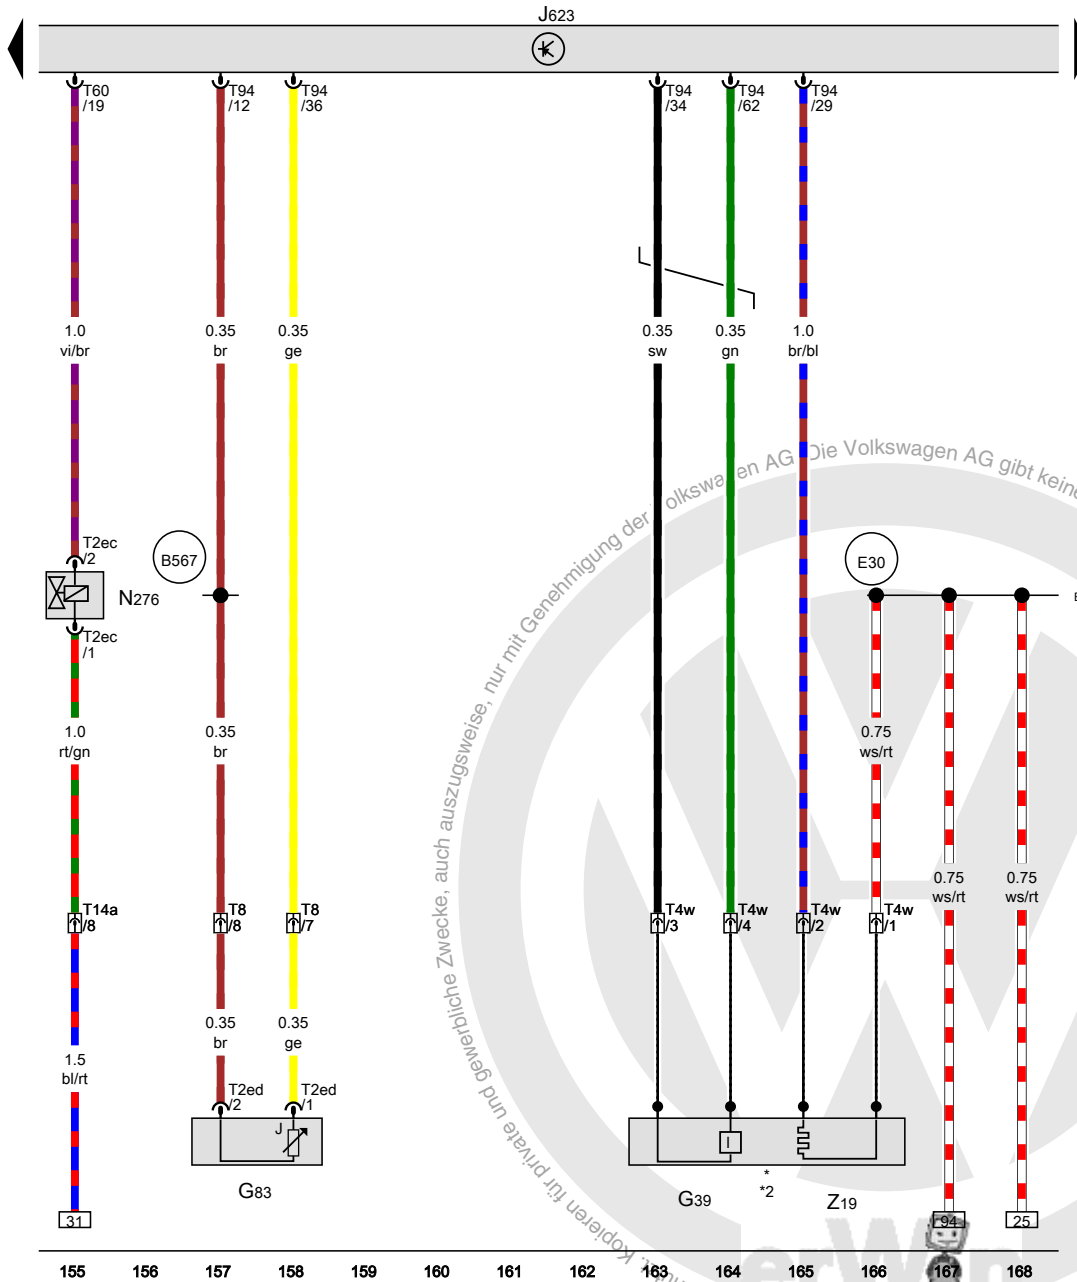 J623
T60
/19
T94
/12
T94
/36
T94
/34
T94
/62
T94
/29
1.0
vi/br
0.35
br
0.35
ge
0.35
sw
0.35
gn
1.0
br/bl
T2ec
/2
B567
E30
N276
T2ec
/1
1.0
rt/gn
0.35
br
0.75
ws/rt
0.75
ws/rt
0.75
ws/rt
T14a
/8
T8
/8
T8
/7
T4w
/3
T4w
/4
T4w
/2
T4w
/1
0.35
br
0.35
ge
1.5
bl/rt
T2ed
/2
T2ed
/1
J
I
*
*2
G83
G39
Z19
31
94
25
155 156 157 158 159 160 161 162 163 164 165 166 167 168
Kopieren für private und gewerbliche Zwecke, auch auszugsweise, nur mit Genehmigung der Volkswagen AG. Die Volkswagen AG gibt keine
erWin